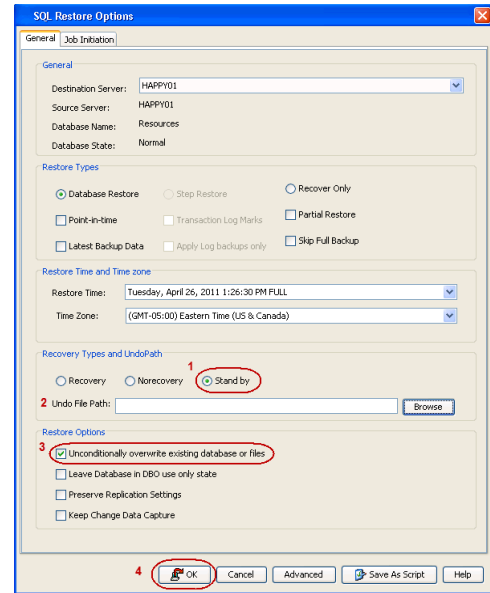 SQL Restore Options
General Job Initiation
General
Destination Server: HAPPY01
Source Server: HAPPY01
Database Name: Resources
Database State: Normal
Restore Types
Database Restore Step Restore Recover Only
Point-in-time Transaction Log Marks Partial Restore
Latest Backup Data Apply Log backups only Skip Full Backup
Restore Time and Time zone
Restore Time: Tuesday, April 26, 2011 1:26:30 PM FULL
Time Zone: (GMT-05:00) Eastern Time (US & Canada)
Recovery Types and UndoPath
1
Recovery Norecovery Stand by
2 Undo File Path: Browse
Restore Options
3 Unconditionally overwrite existing database or files
Leave Database in DBO use only state
Preserve Replication Settings
Keep Change Data Capture
4 OK Cancel Advanced Save As Script Help